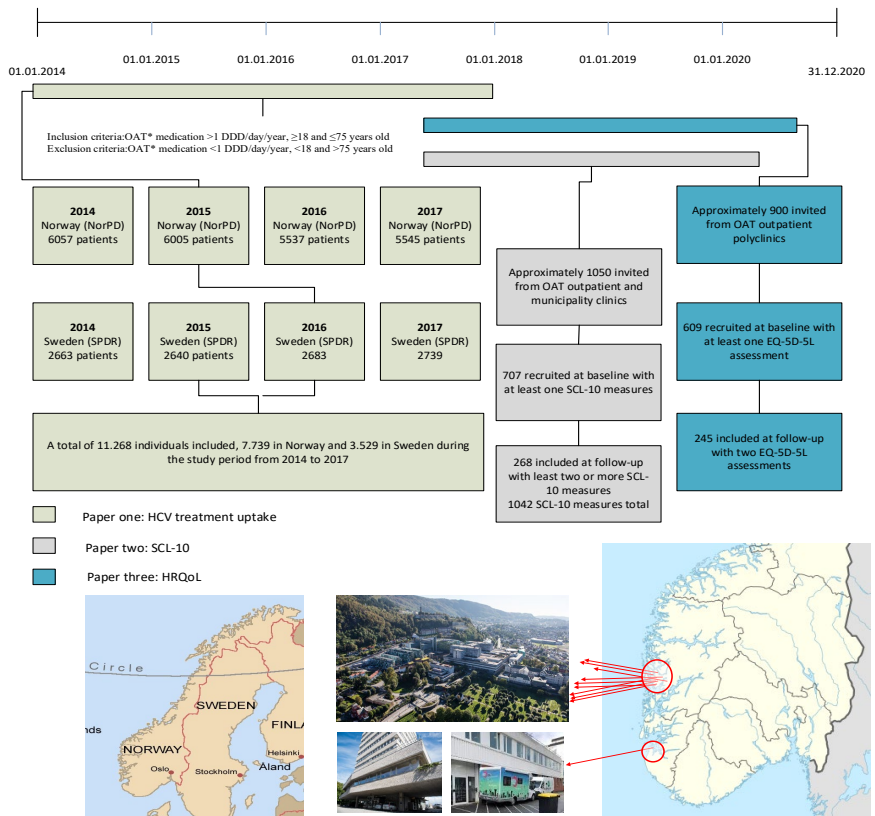 01.01.2014
01.01.2015
01.01.2016
01.01.2017
01.01.2018
01.01.2019
01.01.2020
31.12.2020
Inclusion criteria:OAT* medication >1 DDD/day/year, ≥18 and ≤75 years old
Exclusion criteria:OAT* medication <1 DDD/day/year, <18 and >75 years old
2014
Norway (NorPD)
6057 patients
2015
Norway (NorPD)
6005 patients
2016
Norway (NorPD)
5537 patients
2017
Norway (NorPD)
5545 patients
2014
Sweden (SPDR)
2663 patients
2015
Sweden (SPDR)
2640 patients
2016
Sweden (SPDR)
2683
2017
Sweden (SPDR)
2739
A total of 11.268 individuals included, 7.739 in Norway and 3.529 in Sweden during
the study period from 2014 to 2017
Approximately 1050 invited
from OAT outpatient and
municipality clinics
707 recruited at baseline with
at least one SCL-10 measures
268 included at follow-up
with least two or more SCL-
10 measures
1042 SCL-10 measures total
Approximately 900 invited
from OAT outpatient
polyclinics
609 recruited at baseline with
at least one EQ-5D-5L
assessment
245 included at follow-up
with two EQ-5D-5L
assessments
Paper one: HCV treatment uptake
Paper two: SCL-10
Paper three: HRQoL
Circle
SWEDEN
nds
NORWAY
FINLA
Oslo
Stockholm
Helsinki
Åland